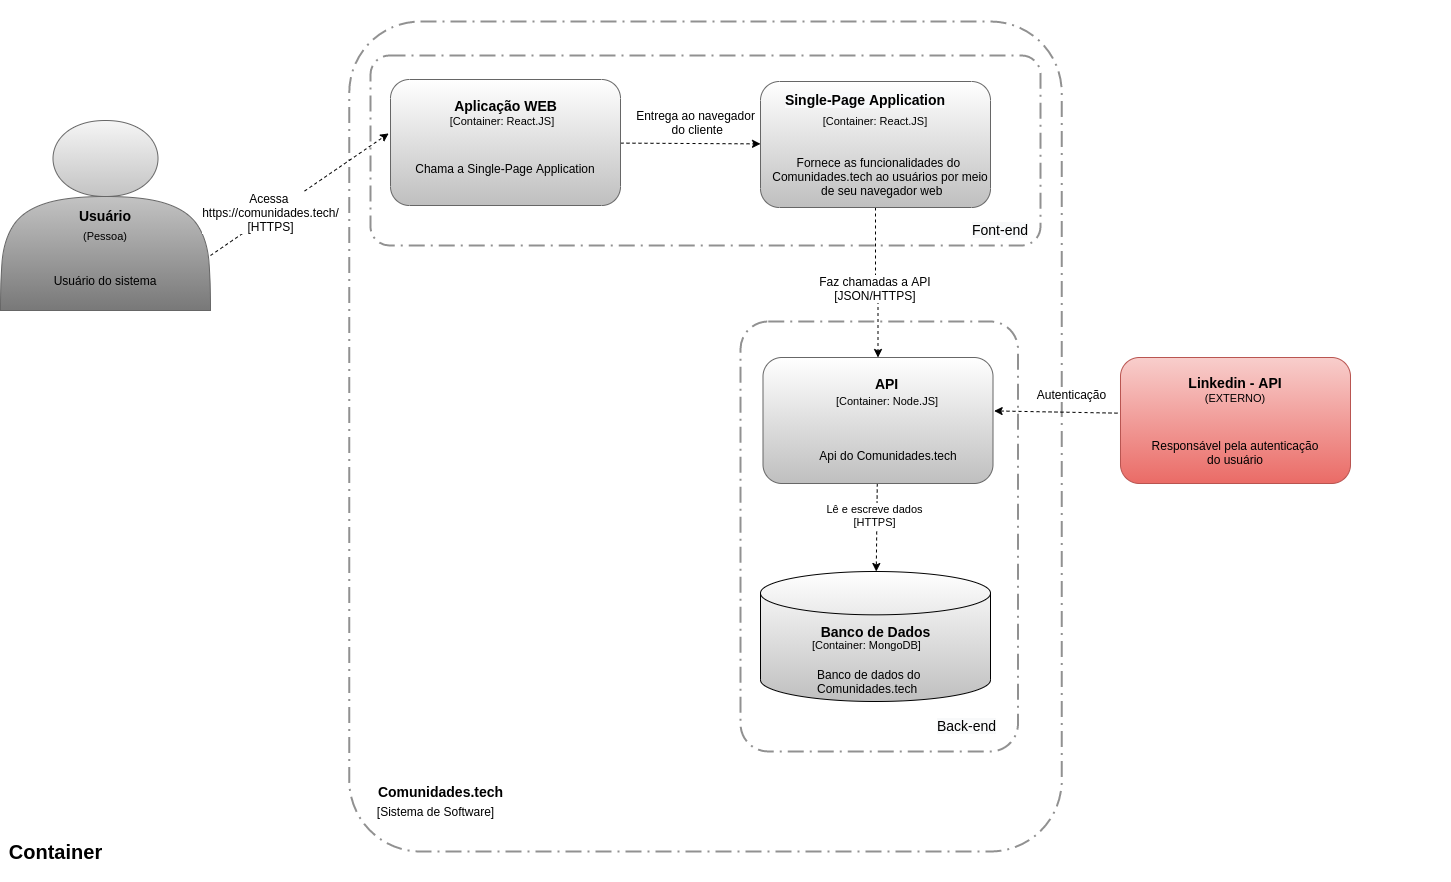 Usuário
(Pessoa)
Usuário do sistema
Acessa
https://comunidades.tech/
[HTTPS]
Aplicação WEB
[Container: React.JS]
Chama a Single-Page Application
Entrega ao navegador
do cliente
Single-Page Application
[Container: React.JS]
Fornece as funcionalidades do
Comunidades.tech ao usuários por meio
de seu navegador web
Font-end
Faz chamadas a API
[JSON/HTTPS]
API
[Container: Node.JS]
Api do Comunidades.tech
Autenticação
Linkedin - API
(EXTERNO)
Responsável pela autenticação
do usuário
Lê e escreve dados
[HTTPS]
Banco de Dados
[Container: MongoDB]
Banco de dados do
Comunidades.tech
Back-end
Comunidades.tech
[Sistema de Software]
Container